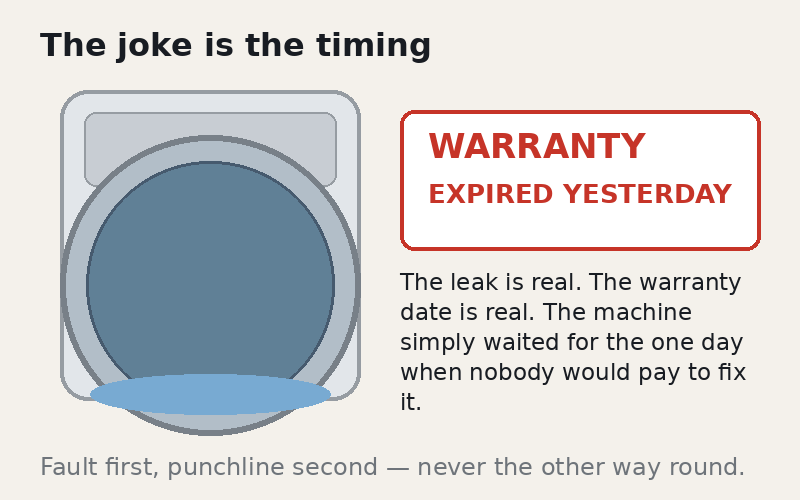 The joke is the timing
WARRANTY
EXPIRED YESTERDAY
The leak is real. The warranty
date is real. The machine
simply waited for the one day
when nobody would pay to fix
it.
Fault first, punchline second — never the other way round.